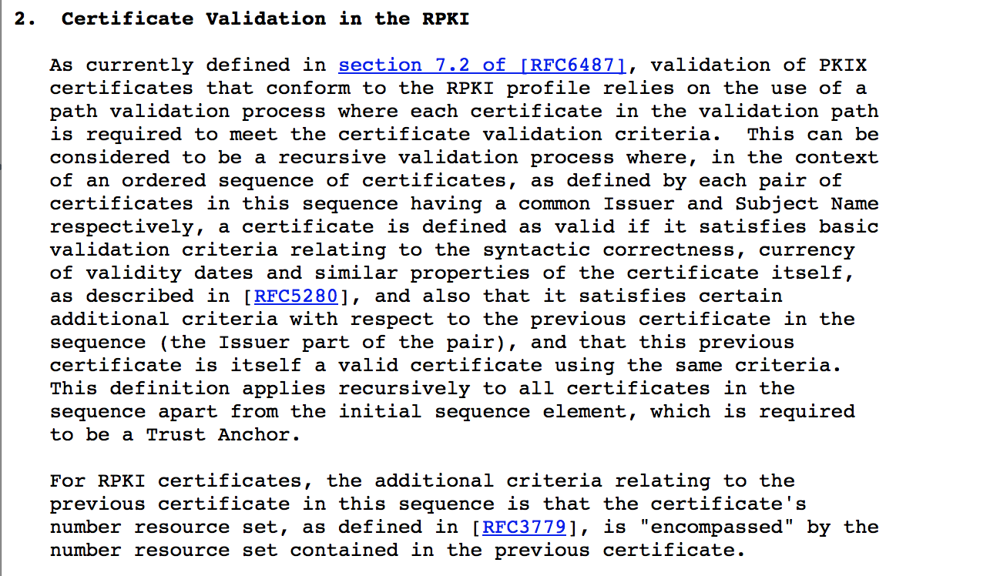 2. Certificate Validation in the RPKI
As currently defined in section 7.2 of [RFC6487], validation of PKIX
certificates that conform to the RPKI profile relies on the use of a
path validation process where each certificate in the validation path
is required to meet the certificate validation criteria. This can be
considered to be a recursive validation process where, in the context
of an ordered sequence of certificates, as defined by each pair of
certificates in this sequence having a common Issuer and Subject Name
respectively, a certificate is defined as valid if it satisfies basic
validation criteria relating to the syntactic correctness, currency
of validity dates and similar properties of the certificate itself,
as described in [RFC5280], and also that it satisfies certain
additional criteria with respect to the previous certificate in the
sequence (the Issuer part of the pair), and that this previous
certificate is itself a valid certificate using the same criteria.
This definition applies recursively to all certificates in the
sequence apart from the initial sequence element, which is required
to be a Trust Anchor.
For RPKI certificates, the additional criteria relating to the
previous certificate in this sequence is that the certificate's
number resource set, as defined in [RFC3779], is "encompassed" by the
number resource set contained in the previous certificate.